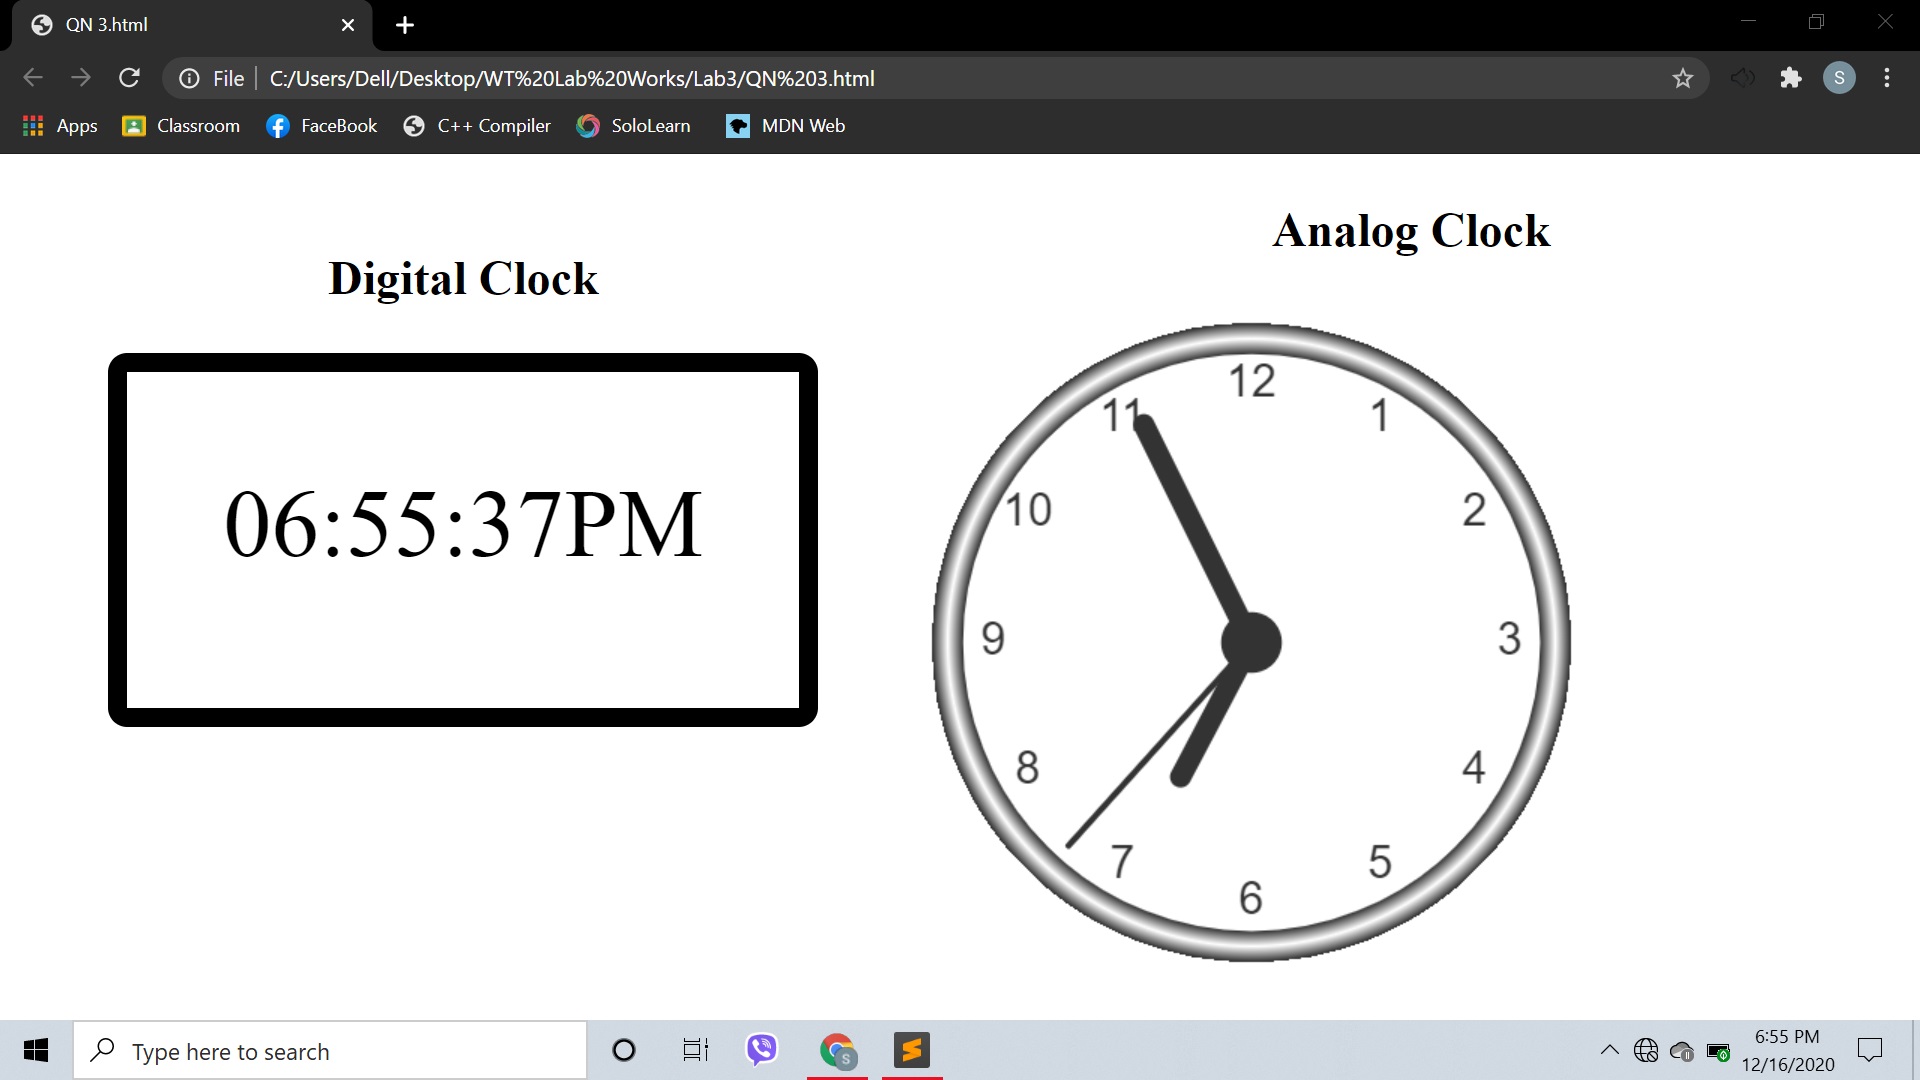 QN 3.html
File C:/Users/Dell/Desktop/WT%20Lab%20Works/Lab3/QN%203.html
S
Apps Classroom FaceBook C++ Compiler SoloLearn MDN Web
Analog Clock
Digital Clock
06:55:37PM
12
11 1
10 2
9 3
8 4
7 5
6
Type here to search
S
6:55 PM
12/16/2020